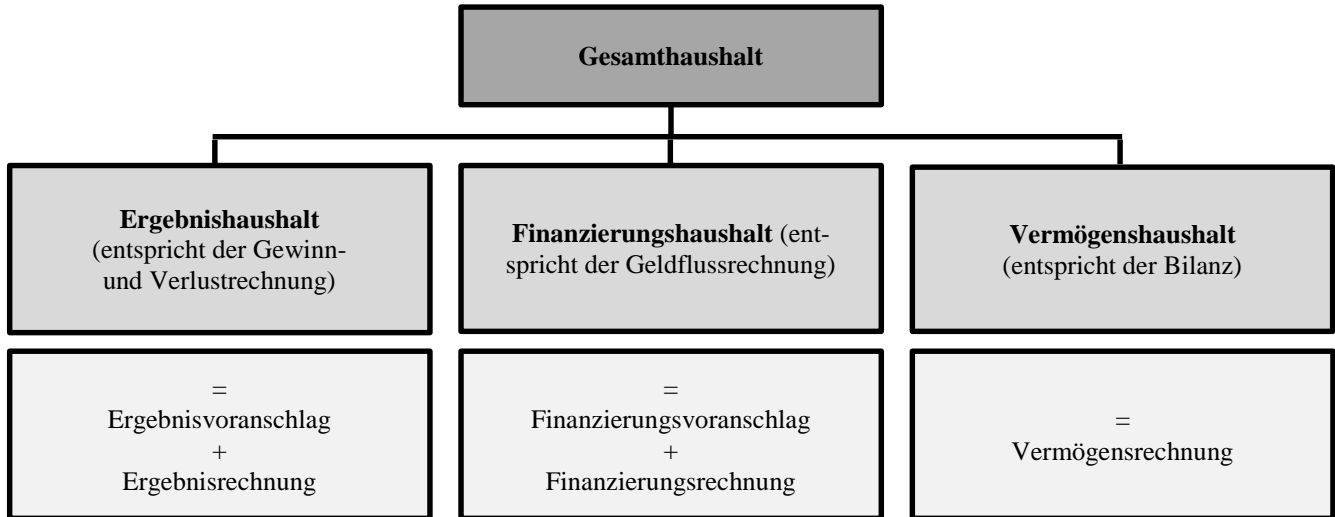 Gesamthaushalt
Ergebnishaushalt
(entspricht der Gewinn-
und Verlustrechnung)
Finanzierungshaushalt (ent-
spricht der Geldflussrechnung)
Vermögenshaushalt
(entspricht der Bilanz)
=
Ergebnisvoranschlag
+
Ergebnisrechnung
=
Finanzierungsvoranschlag
+
Finanzierungsrechnung
=
Vermögensrechnung